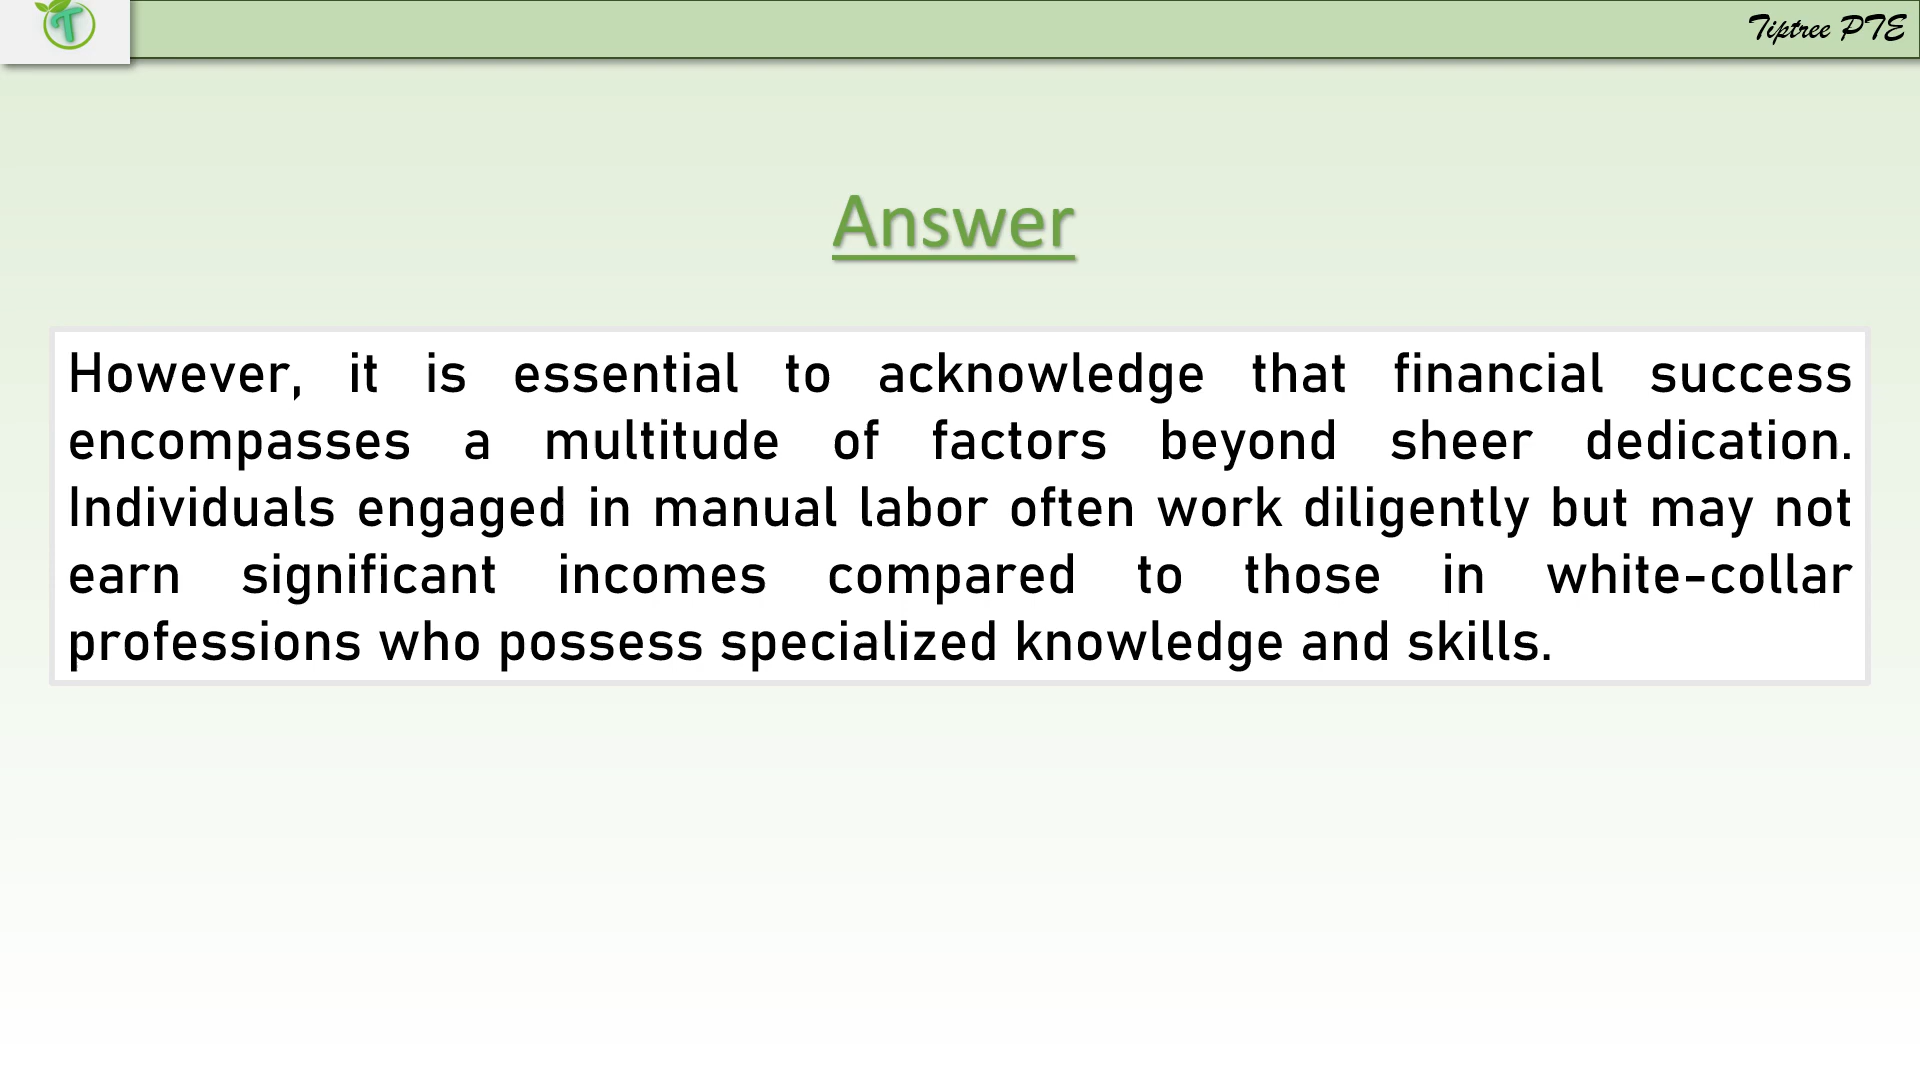 T
Tiptree PTE
Answer
However, it is essential to acknowledge that financial success
encompasses a multitude of factors beyond sheer dedication.
Individuals engaged in manual labor often work diligently but may not
earn significant incomes compared to those in white-collar
professions who possess specialized knowledge and skills.